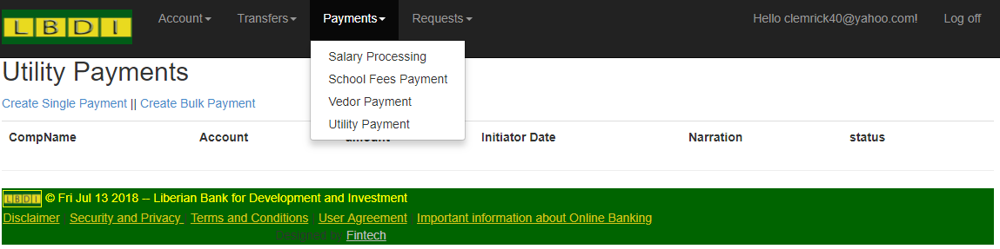 LBDI Account Transfers Payments Requests Hello clemrick40@yahoo.com! Log off
Salary Processing
Utility Payments
School Fees Payment
Create Single Payment || Create Bulk Payment
Vedor Payment
Utility Payment
CompName Account amount Initiator Date Narration status
LBDI © Fri Jul 13 2018 -- Liberian Bank for Development and Investment
Disclaimer | Security and Privacy | Terms and Conditions | User Agreement | Important information about Online Banking
Designed by Fintech